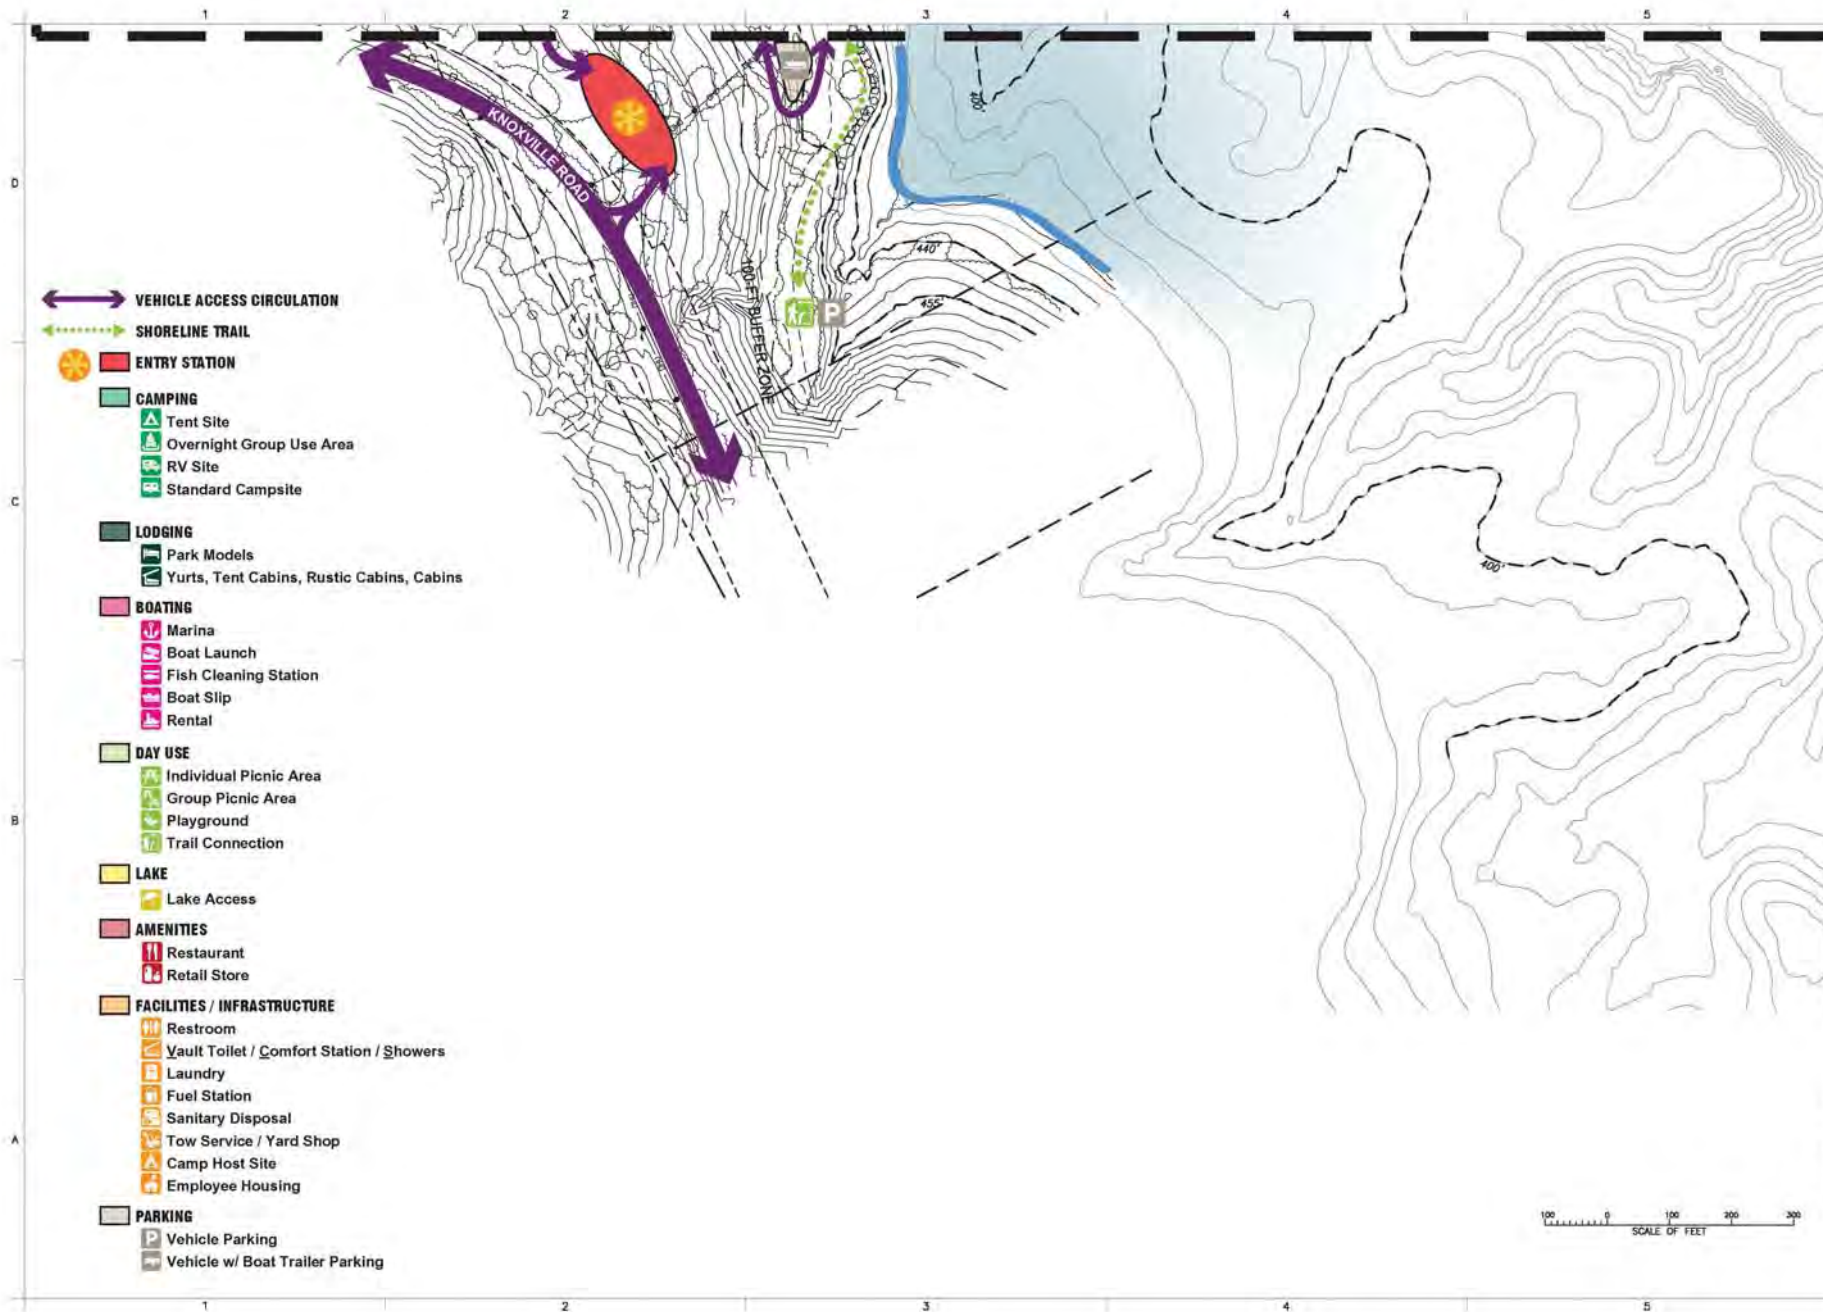 1 2 3 4 5
D
C
B
A
400'
KNOXVILLE ROAD
440'
100-FT BUFFER ZONE
455'
P
400'
VEHICLE ACCESS CIRCULATION
SHORELINE TRAIL
ENTRY STATION
CAMPING
Tent Site
Overnight Group Use Area
RV Site
Standard Campsite
LODGING
Park Models
Yurts, Tent Cabins, Rustic Cabins, Cabins
BOATING
Marina
Boat Launch
Fish Cleaning Station
Boat Slip
Rental
DAY USE
Individual Picnic Area
Group Picnic Area
Playground
Trail Connection
LAKE
Lake Access
AMENITIES
Restaurant
Retail Store
FACILITIES / INFRASTRUCTURE
Restroom
Vault Toilet / Comfort Station / Showers
Laundry
Fuel Station
Sanitary Disposal
Tow Service / Yard Shop
Camp Host Site
Employee Housing
PARKING
P Vehicle Parking
Vehicle w/ Boat Trailer Parking
100 0 100 200 300
SCALE OF FEET
1 2 3 4 5